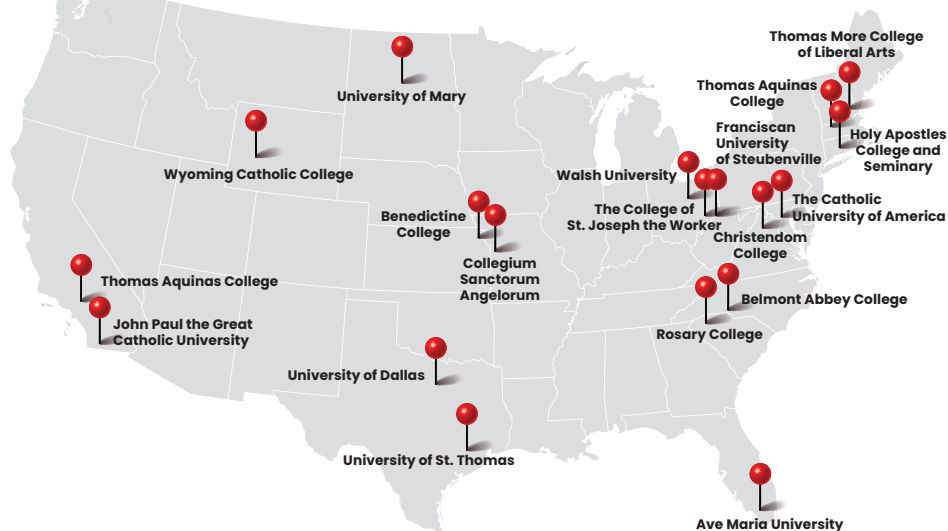 Thomas More College
of Liberal Arts
Thomas Aquinas
College
University of Mary
Franciscan
University
of Steubenville
Holy Apostles
College and
Seminary
Wyoming Catholic College
Walsh University
The Catholic
University of America
Benedictine
College
The College of
St. Joseph the Worker
Christendom
College
Collegium
Sanctorum
Angelorum
Thomas Aquinas College
Belmont Abbey College
John Paul the Great
Catholic University
Rosary College
University of Dallas
University of St. Thomas
Ave Maria University